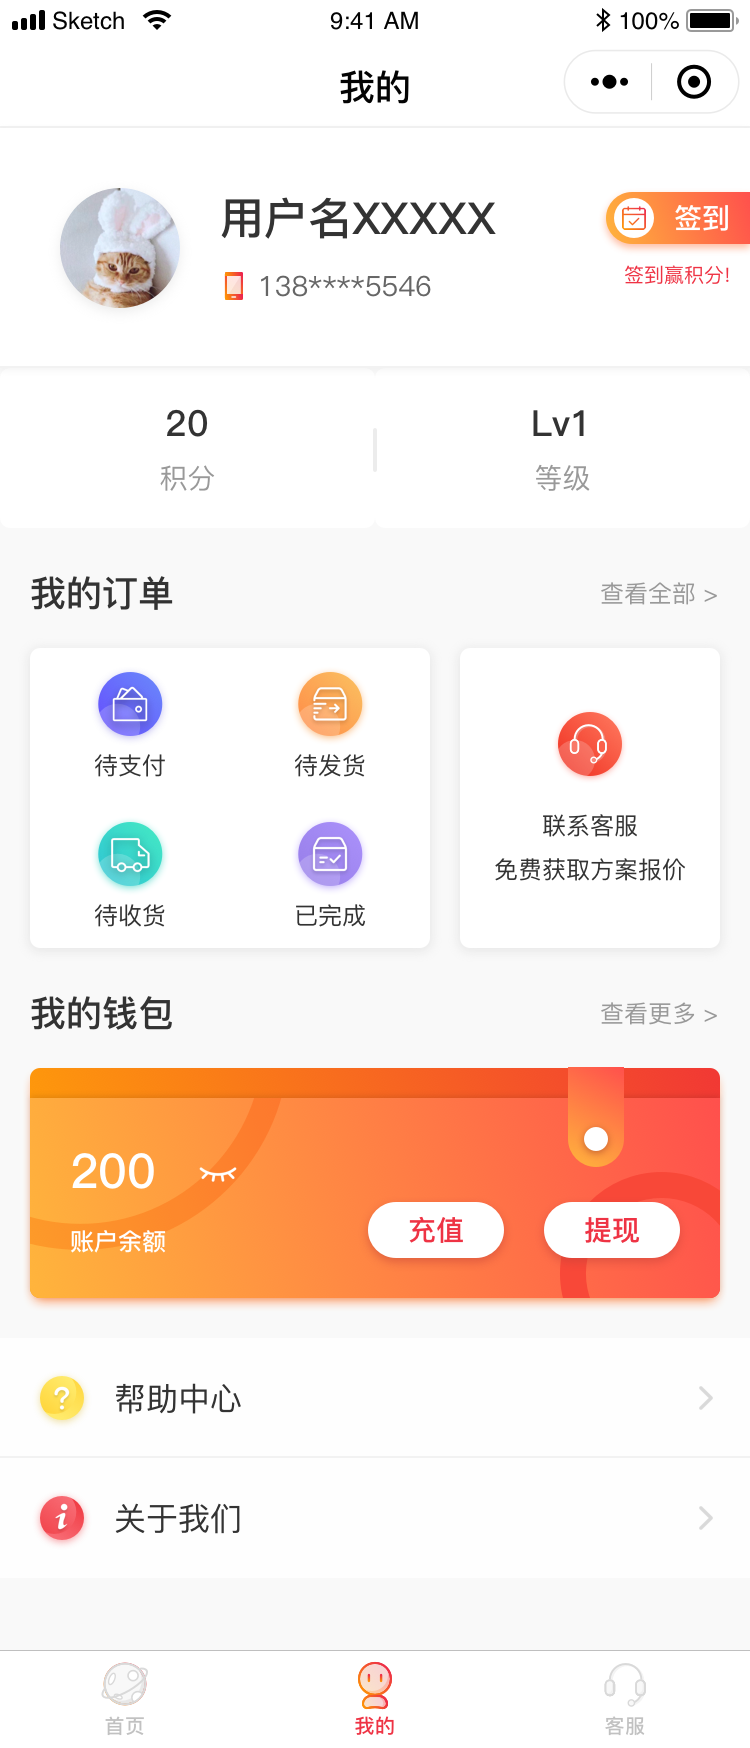 Sketch 9:41 AM 100%
我的
用户名XXXXX
138****5546
签到
签到赢积分!
20
积分
Lv1
等级
我的订单
查看全部 >
待支付
待发货
待收货
已完成
联系客服
免费获取方案报价
我的钱包
查看更多 >
200
账户余额
充值
提现
? 帮助中心
i 关于我们
首页
我的
客服